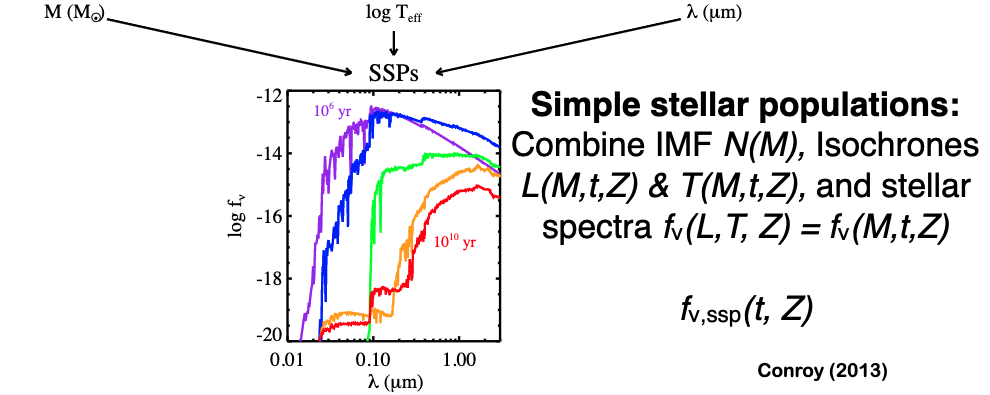 M (M☉)
log Teff
λ (μm)
SSPs
10⁶ yr
10¹⁰ yr
-12
-14
-16
-18
-20
log fν
0.01
0.10
1.00
λ (μm)
Simple stellar populations:
Combine IMF N(M), Isochrones
L(M,t,Z) & T(M,t,Z), and stellar
spectra fν(L,T, Z) = fν(M,t,Z)
fν,ssp(t, Z)
Conroy (2013)